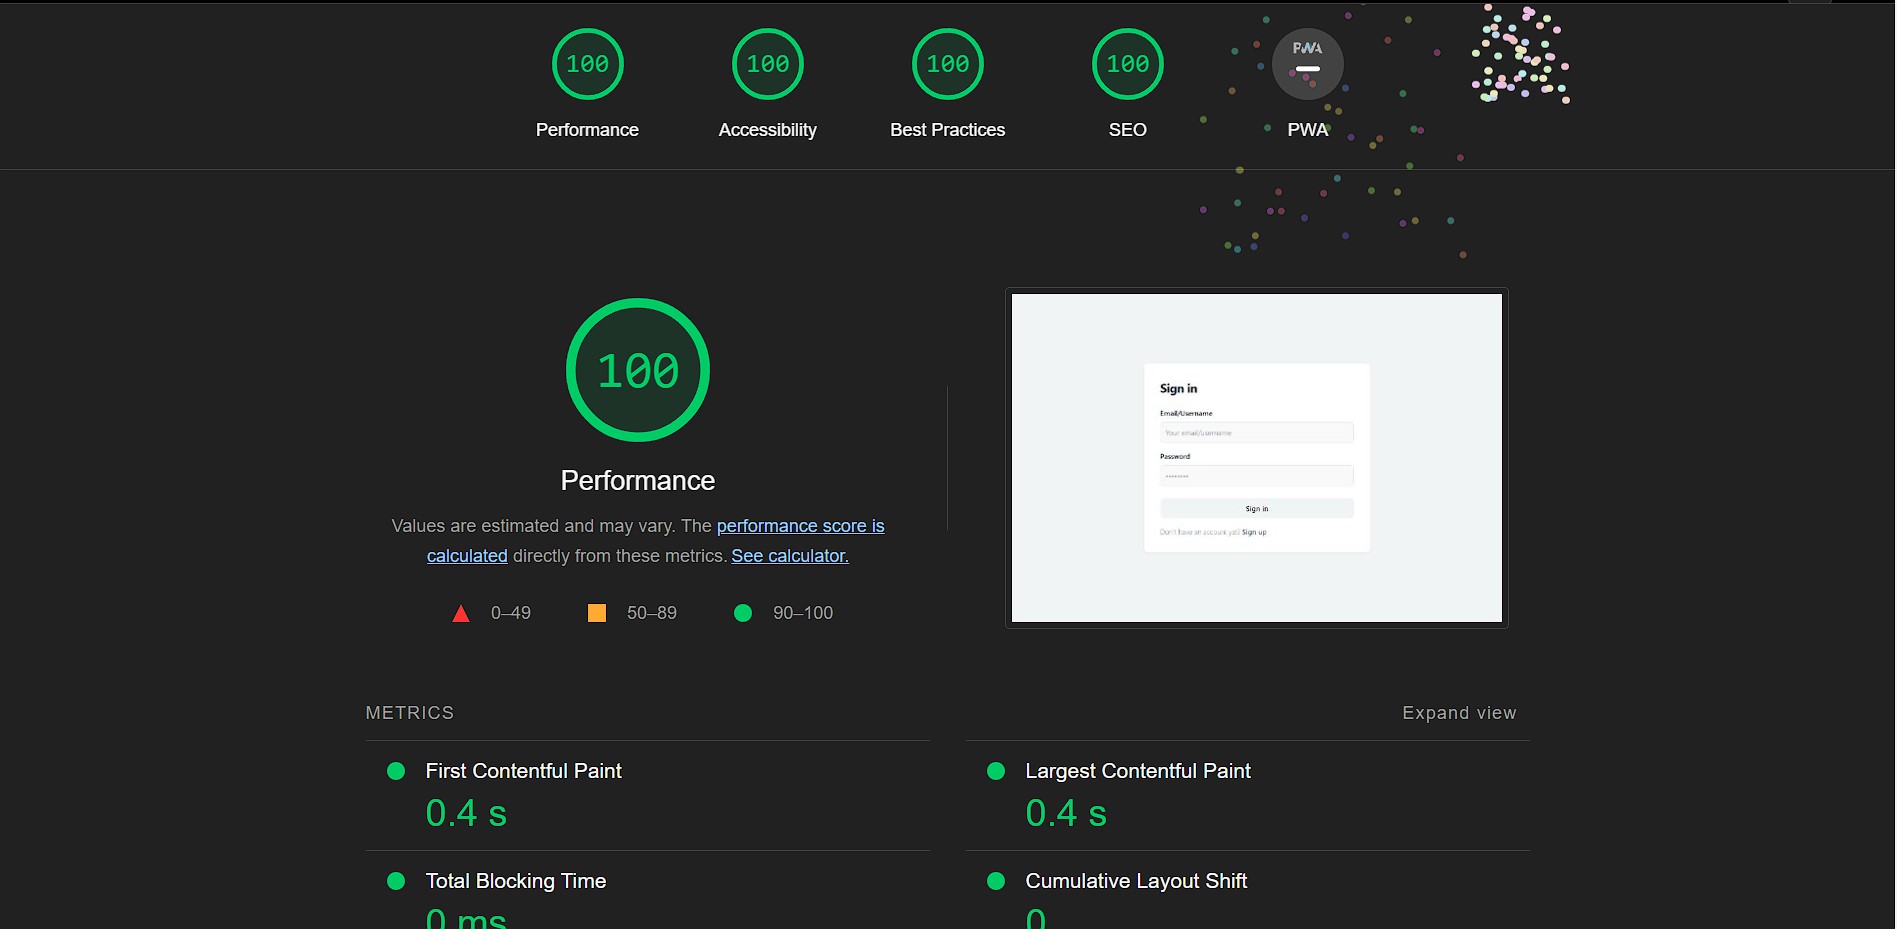 100
100
100
100
PWA
Performance
Accessibility
Best Practices
SEO
PWA
100
Performance
Values are estimated and may vary. The performance score is
calculated directly from these metrics. See calculator.
0–49
50–89
90–100
Sign in
Email/Username
Your email/username
Password
••••••••
Sign in
Don't have an account yet? Sign up
METRICS
Expand view
First Contentful Paint
0.4 s
Largest Contentful Paint
0.4 s
Total Blocking Time
0 ms
Cumulative Layout Shift
0